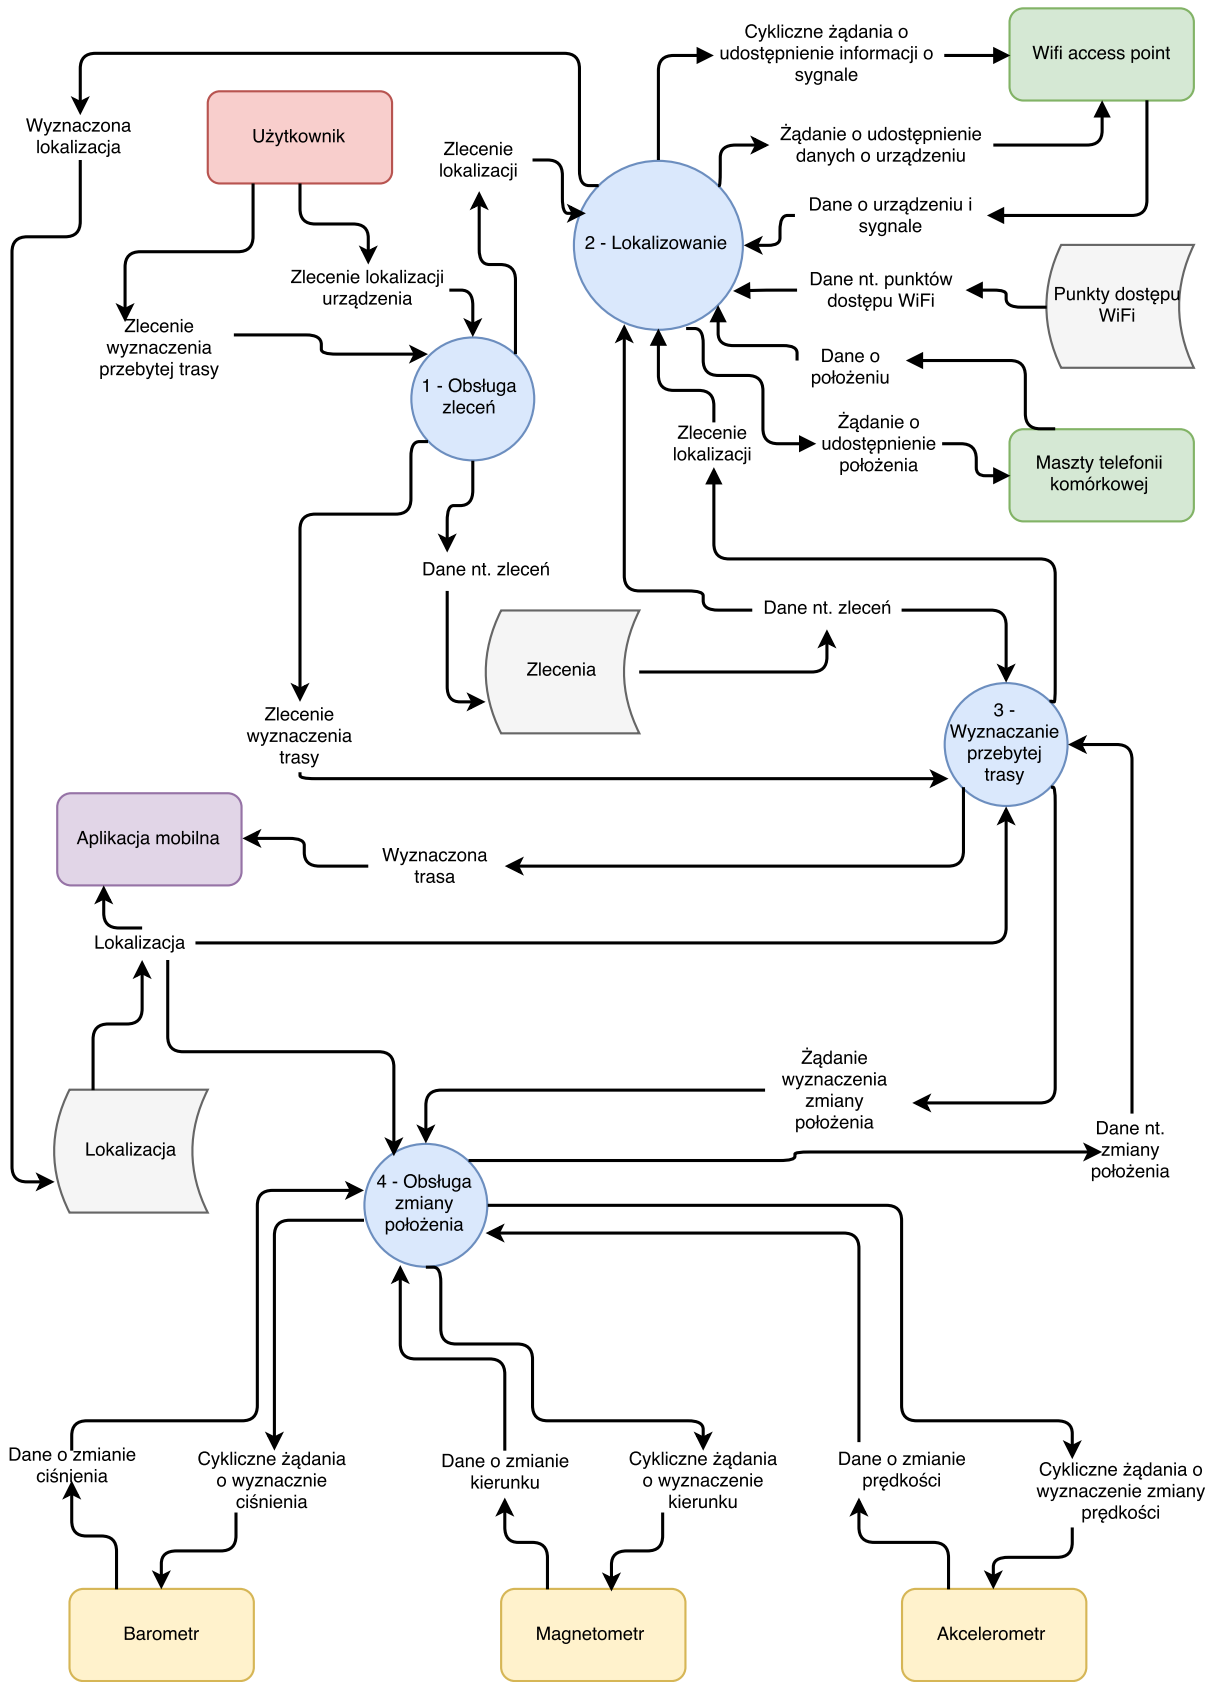 Cykliczne żądania o
udostępnienie informacji o
sygnale
Wifi access point
Wyznaczona
lokalizacja
Użytkownik
Zlecenie
lokalizacji
Żądanie o udostępnienie
danych o urządzeniu
2 - Lokalizowanie
Dane o urządzeniu i
sygnale
Zlecenie lokalizacji
urządzenia
Dane nt. punktów
dostępu WiFi
Punkty dostępu
WiFi
Zlecenie
wyznaczenia
przebytej trasy
1 - Obsługa
zleceń
Dane o
położeniu
Zlecenie
lokalizacji
Żądanie o
udostępnienie
położenia
Maszty telefonii
komórkowej
Dane nt. zleceń
Dane nt. zleceń
Zlecenia
Zlecenie
wyznaczenia
trasy
3 -
Wyznaczanie
przebytej
trasy
Aplikacja mobilna
Wyznaczona
trasa
Lokalizacja
Żądanie
wyznaczenia
zmiany
położenia
Lokalizacja
Dane nt.
zmiany
położenia
4 - Obsługa
zmiany
położenia
Dane o zmianie
ciśnienia
Cykliczne żądania
o wyznacznie
ciśnienia
Dane o zmianie
kierunku
Cykliczne żądania
o wyznaczenie
kierunku
Dane o zmianie
prędkości
Cykliczne żądania o
wyznaczenie zmiany
prędkości
Barometr
Magnetometr
Akcelerometr